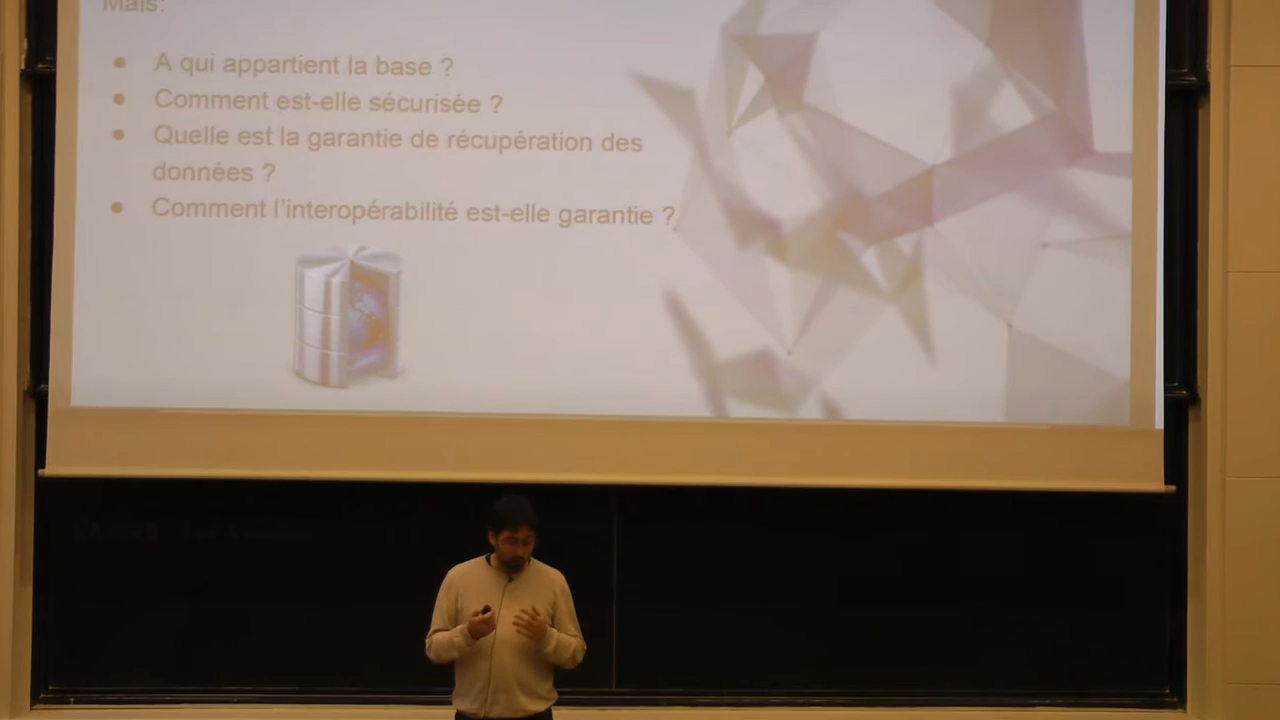 Mais:
● A qui appartient la base ?
● Comment est-elle sécurisée ?
● Quelle est la garantie de récupération des
données ?
● Comment l'interopérabilité est-elle garantie ?